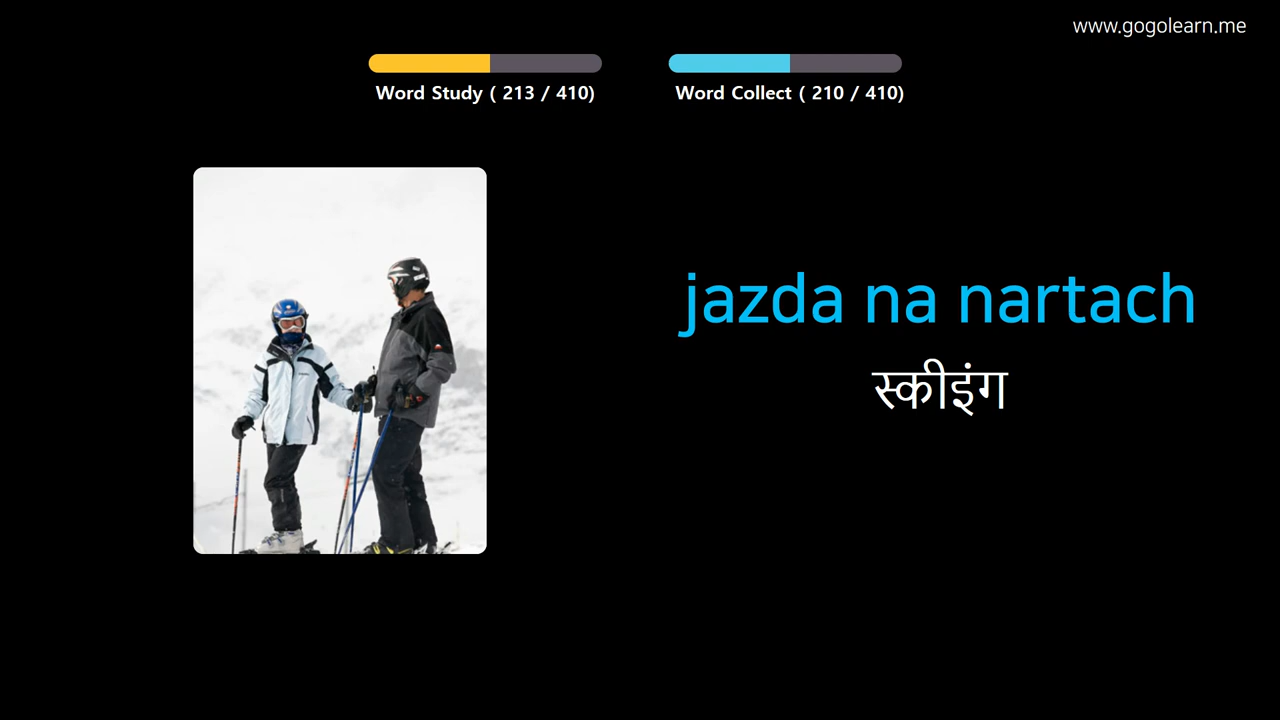 www.gogolearn.me
Word Study ( 213 / 410)
Word Collect ( 210 / 410)
jazda na nartach
स्कीइंग